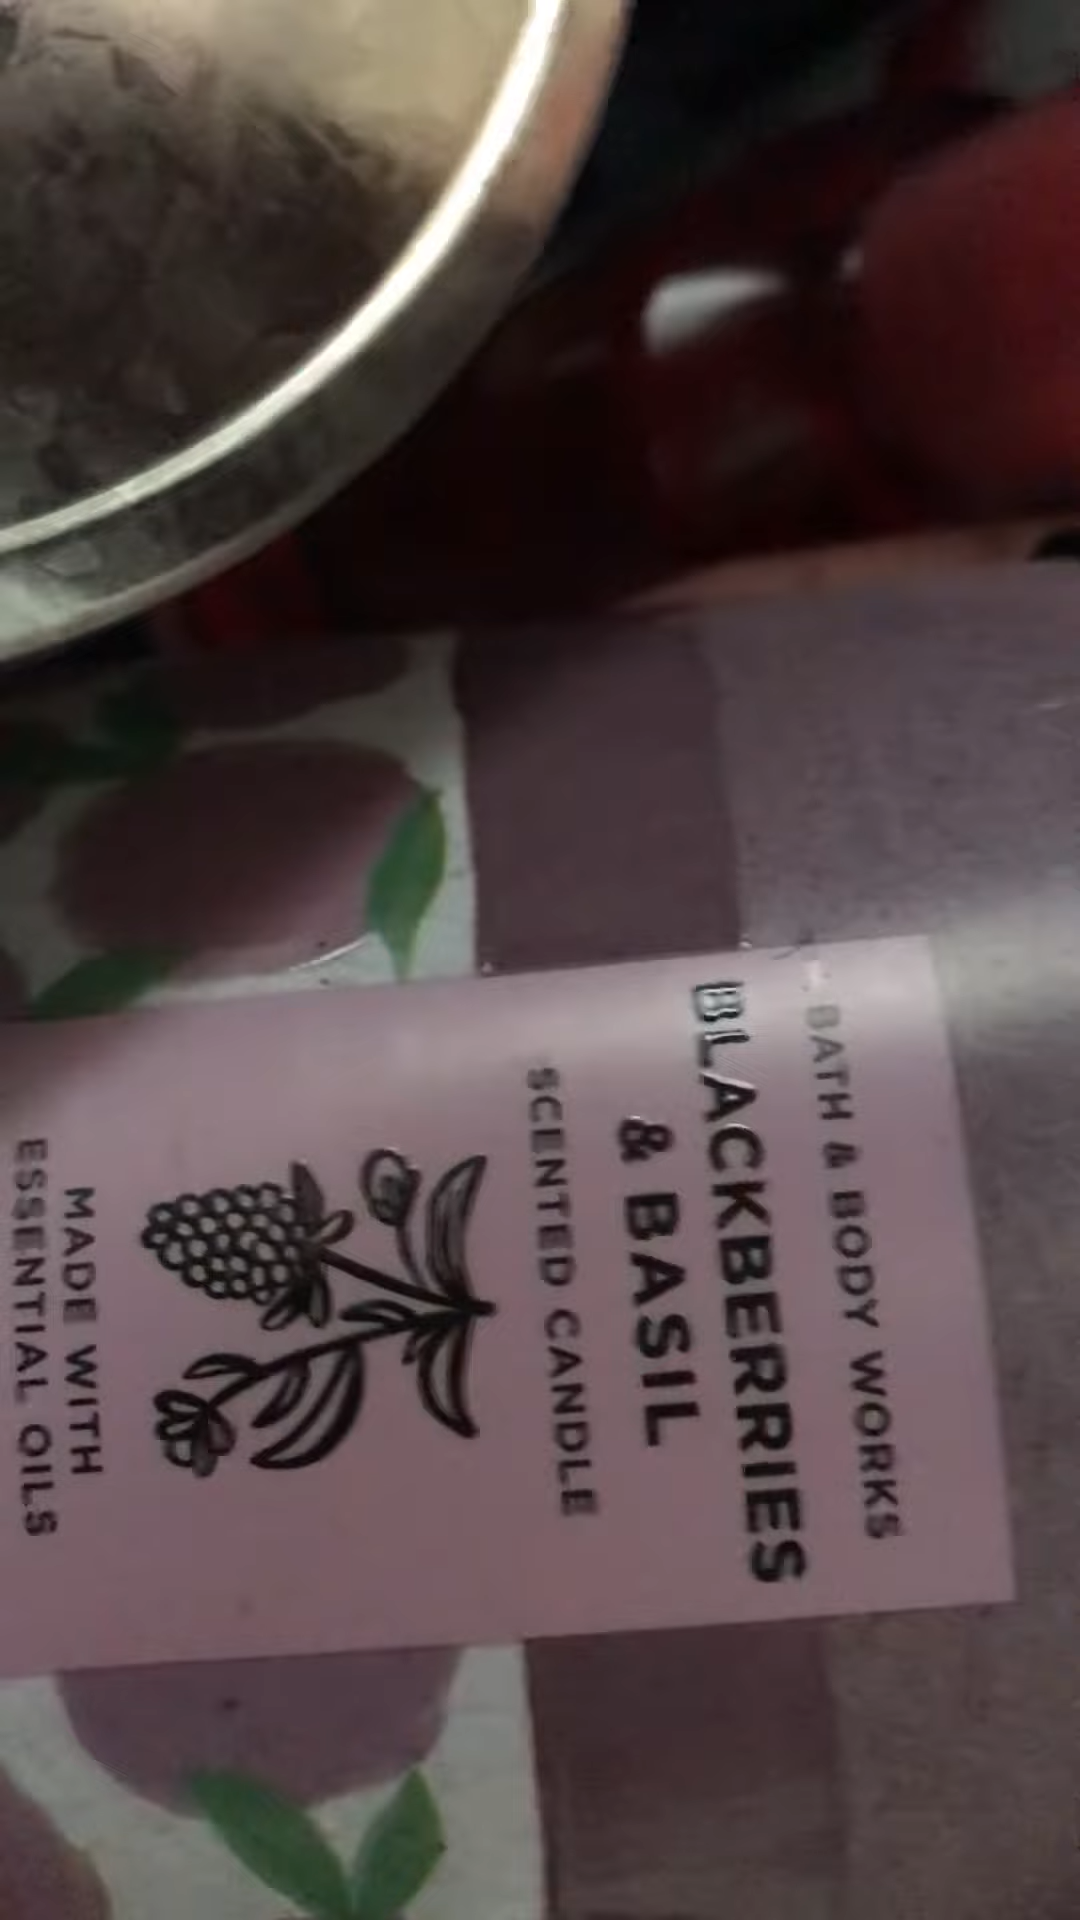 BATH & BODY WORKS
BLACKBERRIES
& BASIL
SCENTED CANDLE
MADE WITH
ESSENTIAL OILS